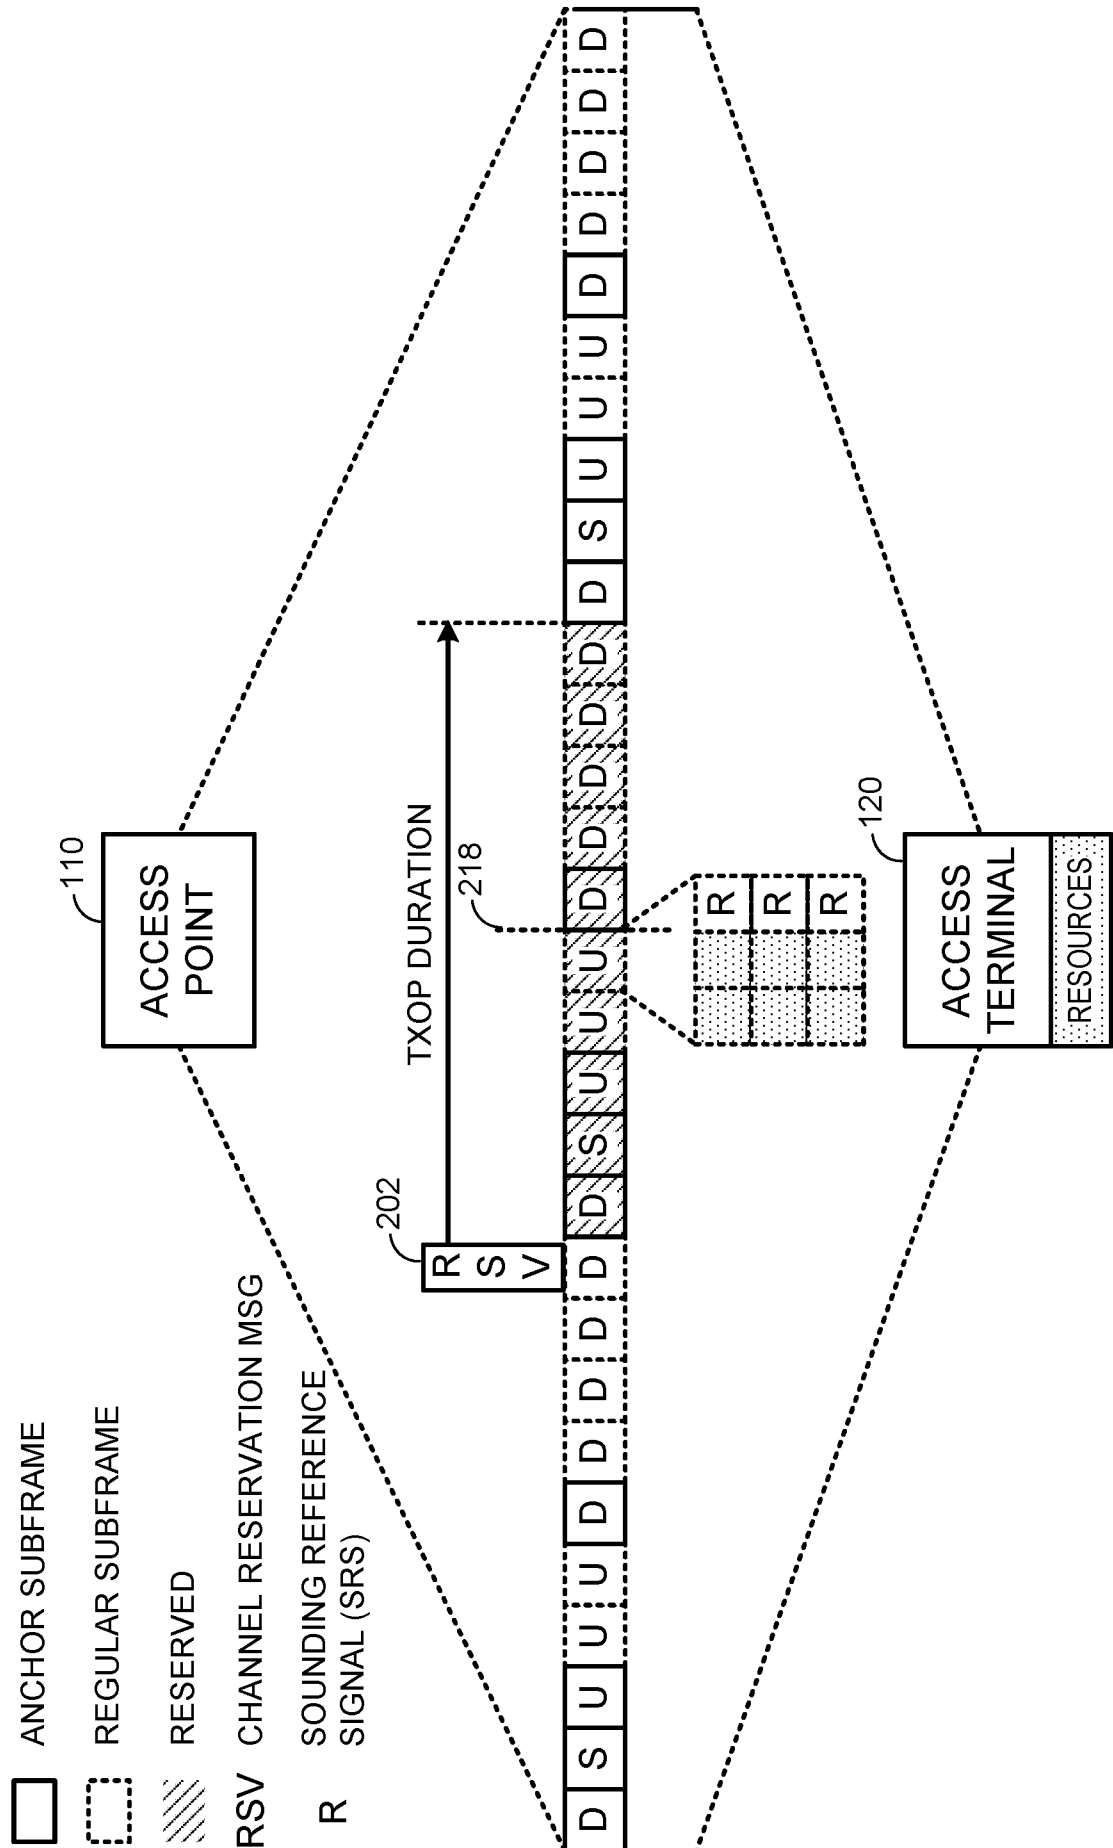 ANCHOR SUBFRAME
REGULAR SUBFRAME
RESERVED
RSV CHANNEL RESERVATION MSG
R SOUNDING REFERENCE
SIGNAL (SRS)
110
ACCESS
POINT
202
R
S
V
TXOP DURATION
218
D S U U U D D D D D D S U U U D D D D D D S U U U D D D D D
R
R
R
120
ACCESS
TERMINAL
RESOURCES